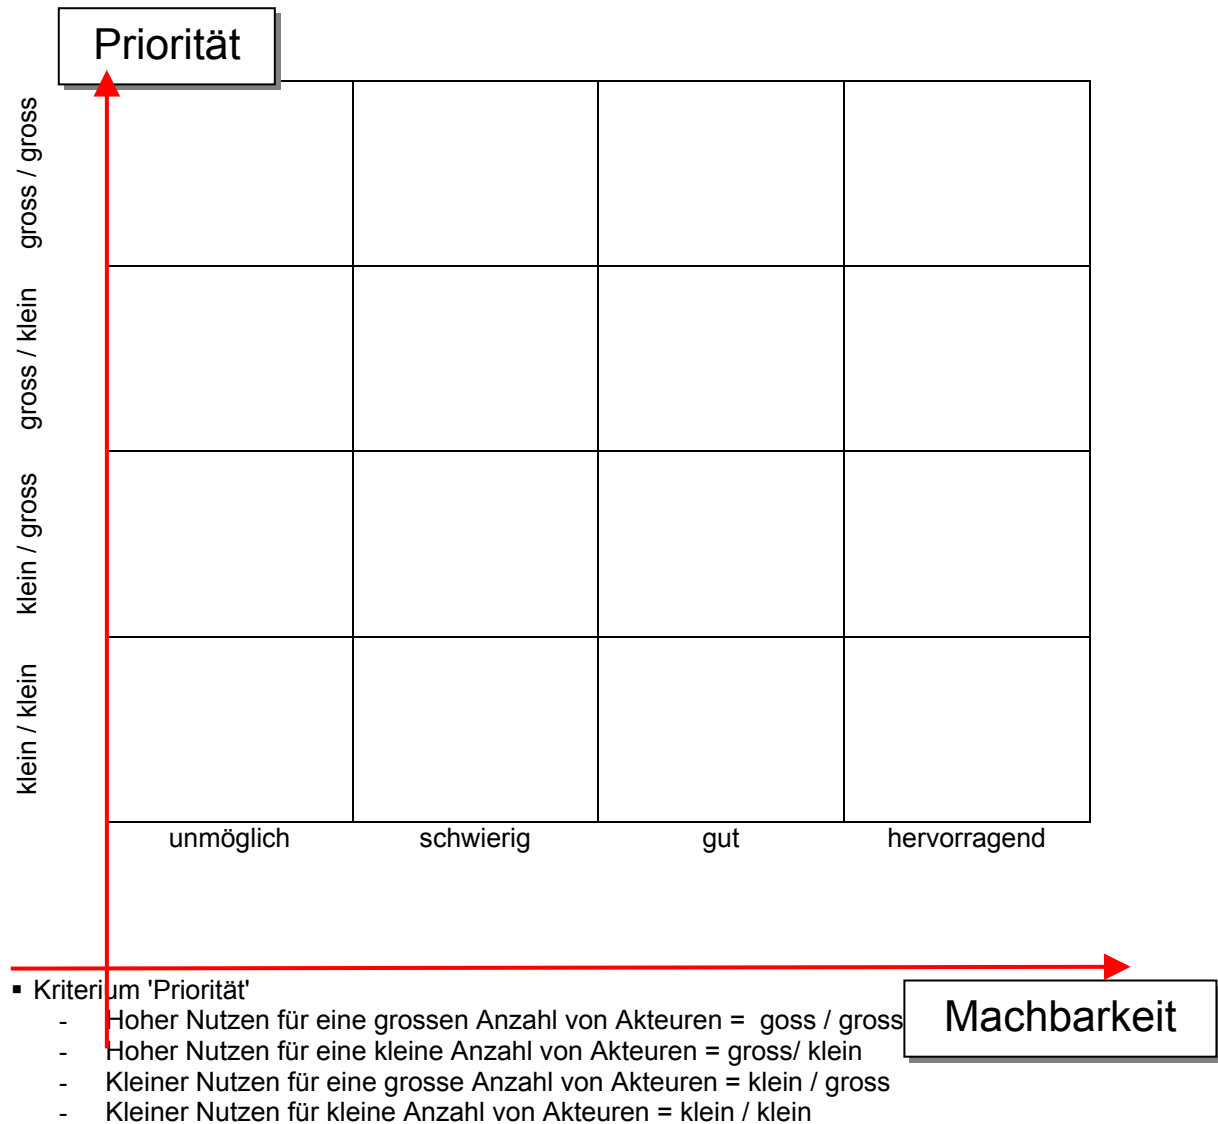 Priorität
gross / gross
gross / klein
klein / gross
klein / klein
unmöglich schwierig gut hervorragend
▪ Kriterium 'Priorität'
Machbarkeit
- Hoher Nutzen für eine grossen Anzahl von Akteuren = goss / gross
- Hoher Nutzen für eine kleine Anzahl von Akteuren = gross/ klein
- Kleiner Nutzen für eine grosse Anzahl von Akteuren = klein / gross
- Kleiner Nutzen für kleine Anzahl von Akteuren = klein / klein